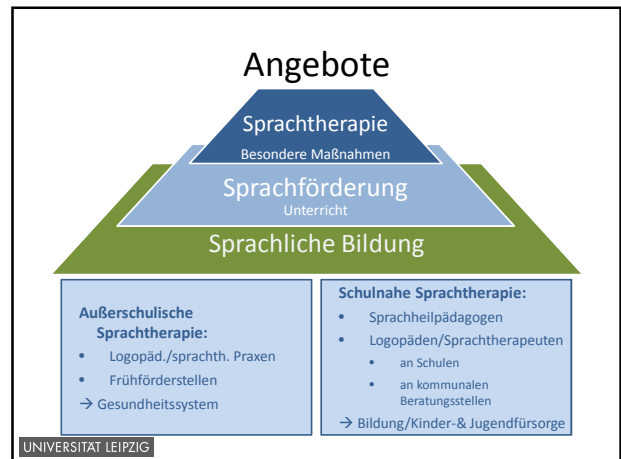 Angebote
Sprachtherapie
Besondere Maßnahmen
Sprachförderung
Unterricht
Sprachliche Bildung
Außerschulische
Sprachtherapie:
• Logopäd./sprachth. Praxen
• Frühförderstellen
→ Gesundheitssystem
Schulnahe Sprachtherapie:
• Sprachheilpädagogen
• Logopäden/Sprachtherapeuten
• an Schulen
• an kommunalen
Beratungsstellen
→ Bildung/Kinder-& Jugendfürsorge
UNIVERSITÄT LEIPZIG